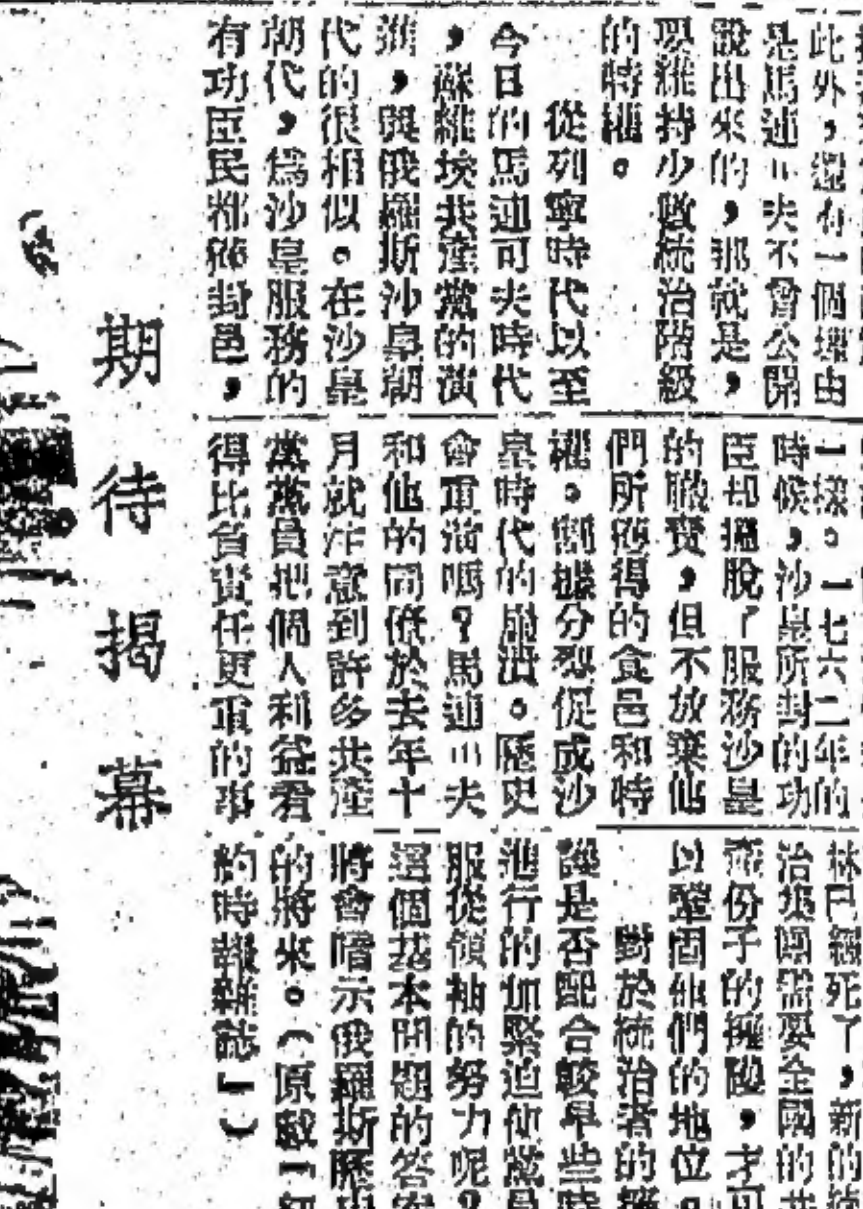 此外，還有一個理由
是馬連可夫不會公開
說出來的，那就是，
要維持少數統治階級
的特權。
從列寧時代以至
今日的馬連可夫時代
，蘇維埃共產黨的演
進，與俄羅斯沙皇朝
代的很相似。在沙皇
朝代，為沙皇服務的
有功臣民都獲封邑，
一樣。一七六二年的
時候，沙皇所封的功
臣却擺脫了服務沙皇
的職責，但不放棄他
們所獲得的食邑和特
權。割據分裂促成沙
皇時代的崩潰。歷史
會重演嗎？馬連可夫
和他的同僚於去年十
月就注意到許多共產
黨黨員把個人利益看
得比負責任更重的事
林已經死了，新的統
治集團需要全國的共
產份子的擁護，才可
以鞏固他們的地位。
對於統治者的擁
護是否配合較早些時
進行的加緊迫使黨員
服從領袖的努力呢？
這個基本問題的答案
將會暗示俄羅斯歷史
的將來。（原載「紐
約時報雜誌」）
期待揭幕